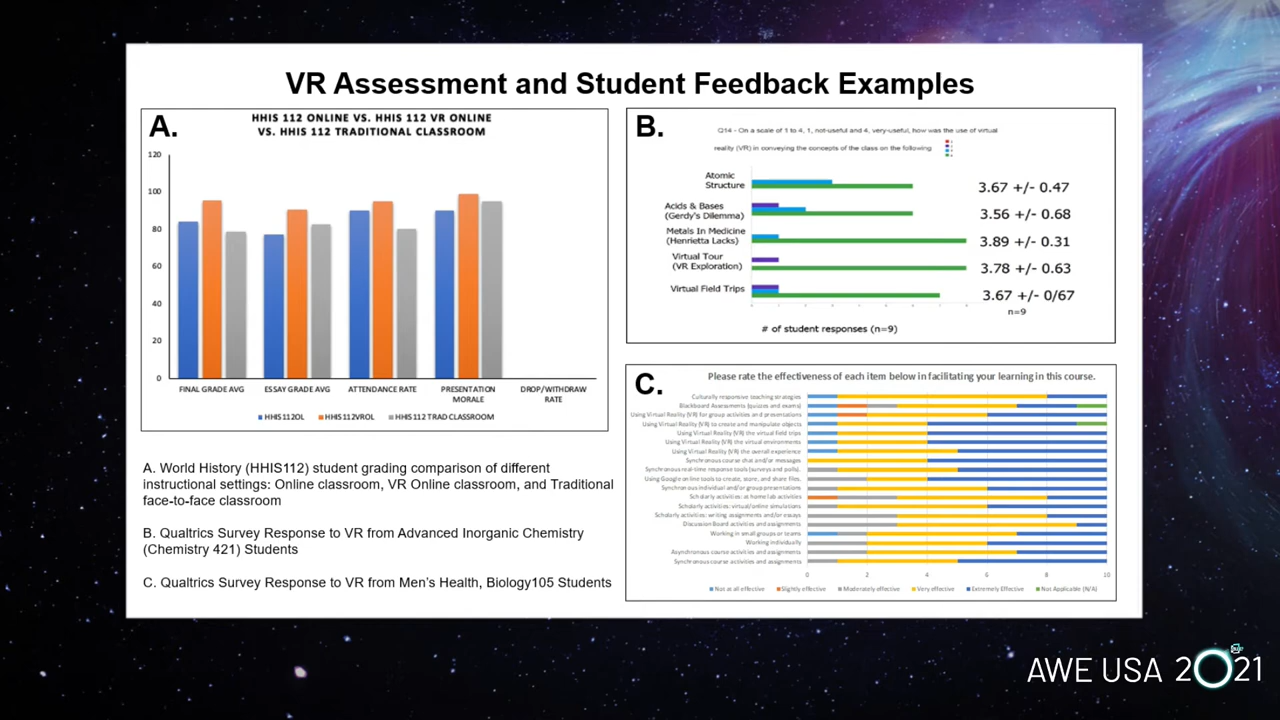 VR Assessment and Student Feedback Examples
A.
HHIS 112 ONLINE VS. HHIS 112 VR ONLINE
VS. HHIS 112 TRADITIONAL CLASSROOM
120
100
80
60
40
20
0
FINAL GRADE AVG
ESSAY GRADE AVG
ATTENDANCE RATE
PRESENTATION
MORALE
DROP/WITHDRAW
RATE
HHIS112OL
HHIS112VROL
HHIS 112 TRAD CLASSROOM
A. World History (HHIS112) student grading comparison of different
instructional settings: Online classroom, VR Online classroom, and Traditional
face-to-face classroom
B. Qualtrics Survey Response to VR from Advanced Inorganic Chemistry
(Chemistry 421) Students
C. Qualtrics Survey Response to VR from Men's Health, Biology105 Students
B.
Q14 - On a scale of 1 to 4, 1, not-useful and 4, very-useful, how was the use of virtual
reality (VR) in conveying the concepts of the class on the following
Atomic
Structure
3.67 +/- 0.47
Acids & Bases
(Gerdy's Dilemma)
3.56 +/- 0.68
Metals In Medicine
(Henrietta Lacks)
3.89 +/- 0.31
Virtual Tour
(VR Exploration)
3.78 +/- 0.63
Virtual Field Trips
3.67 +/- 0/67
n=9
# of student responses (n=9)
C.
Please rate the effectiveness of each item below in facilitating your learning in this course.
Culturally responsive teaching strategies
Blackboard Assessments (quizzes and exams)
Using Virtual Reality (VR) for group activities and presentations
Using Virtual Reality (VR) to create and manipulate objects
Using Virtual Reality (VR) the virtual field trips
Using Virtual Reality (VR) the virtual environments
Using Virtual Reality (VR) the overall experience
Synchronous course chat and/or messages
Synchronous real-time response tools (surveys and polls).
Using Google online tools to create, store, and share files.
Synchronous individual and/or group presentations
Scholarly activities: at home lab activities
Scholarly activities: virtual/online simulations
Scholarly activities: writing assignments and/or essays
Discussion Board activities and assignments
Working in small groups or teams
Working individually
Asynchronous course activities and assignments
Synchronous course activities and assignments
0 2 4 6 8 10
Not at all effective
Slightly effective
Moderately effective
Very effective
Extremely Effective
Not Applicable (N/A)
AWE USA 2021